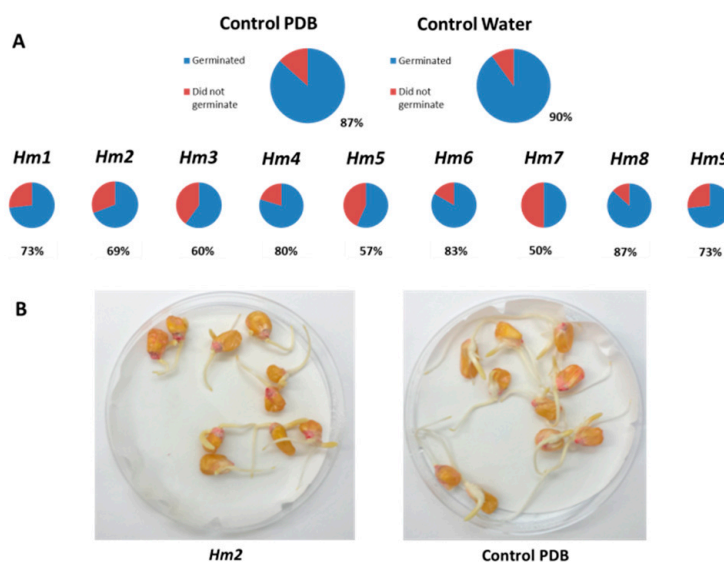 A
Control PDB
Control Water
Germinated
Did not
germinate
87%
Germinated
Did not
germinate
90%
Hm1 Hm2 Hm3 Hm4 Hm5 Hm6 Hm7 Hm8 Hm9
73% 69% 60% 80% 57% 83% 50% 87% 73%
B
Hm2
Control PDB